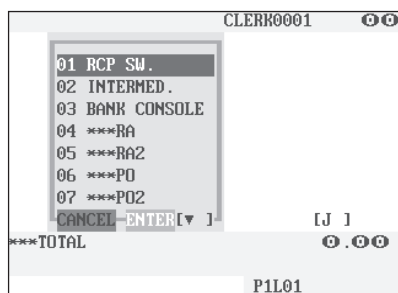 CLERK0001 00
01 RCP SW.
02 INTERMED.
03 BANK CONSOLE
04 ***RA
05 ***RA2
06 ***PO
07 ***PO2
CANCEL ENTER[▼ ]
[J ]
***TOTAL 0.00
P1L01